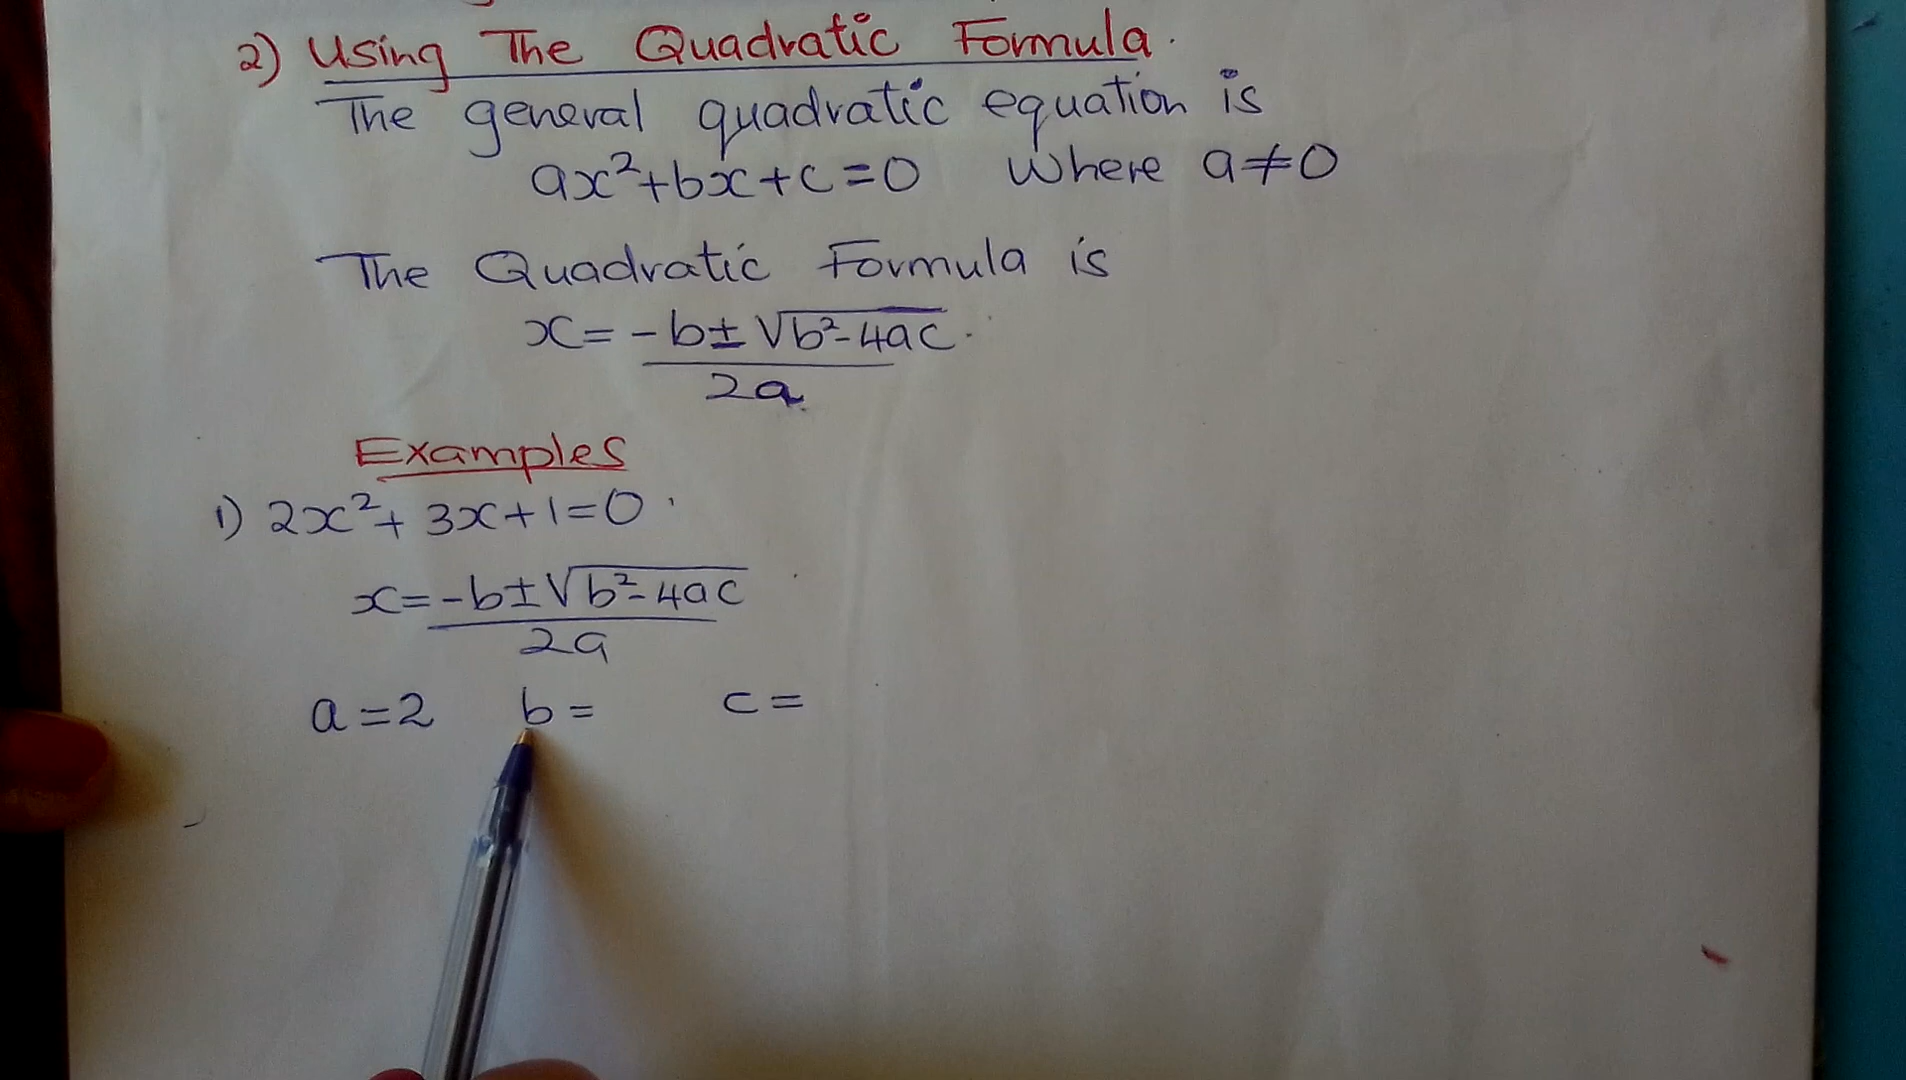 2) Using The Quadratic Formula.
The general quadratic equation is
ax²+bx+c=0 Where a≠0
The Quadratic Formula is
x=-b±√b²-4ac
2a
Examples
1) 2x²+3x+1=0
x=-b±√b²-4ac
2a
a=2 b= c=